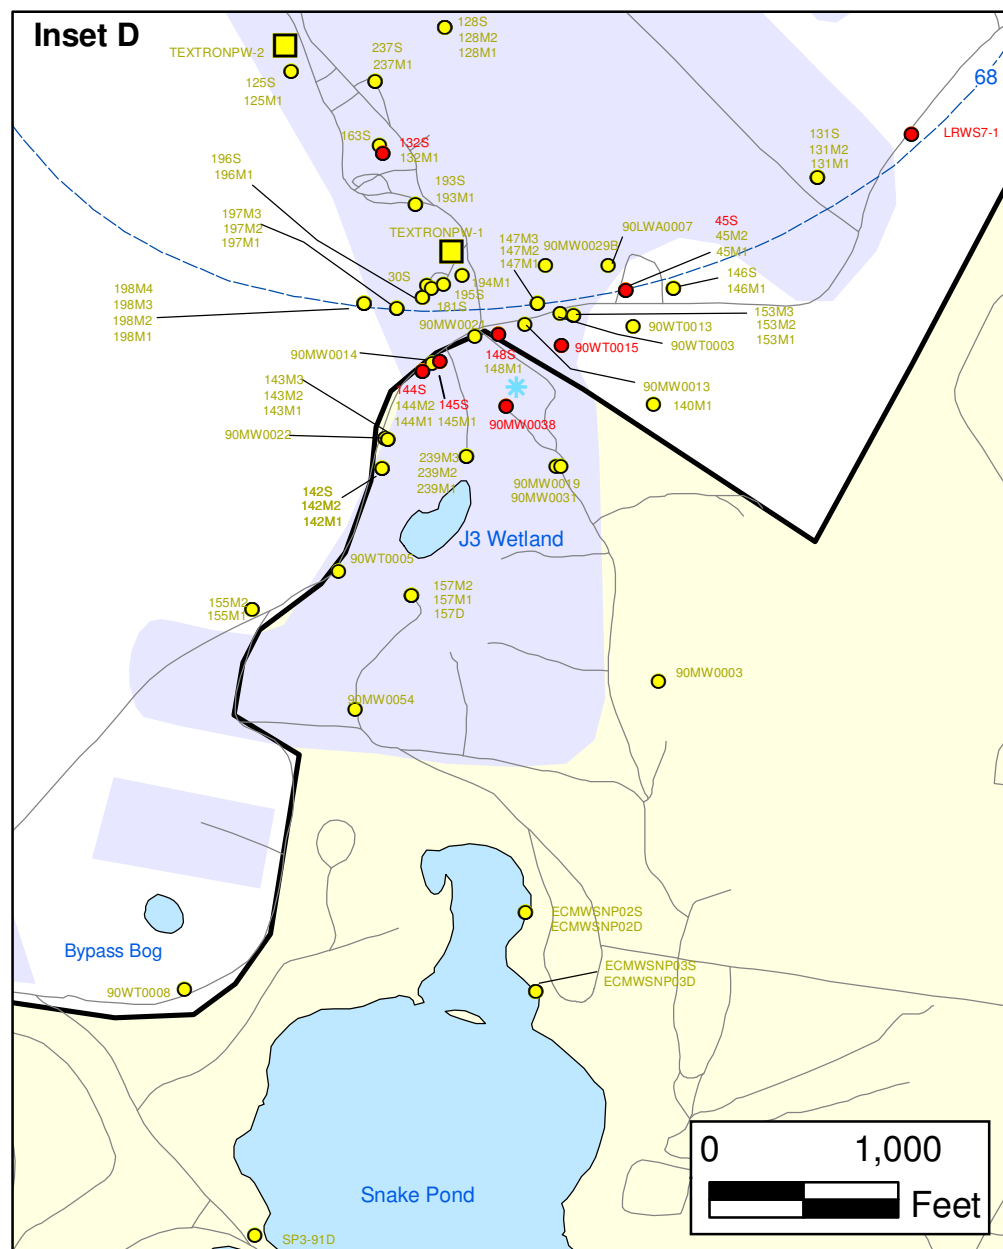 Inset D
128S
128M2
128M1
TEXTRONPW-2
237S
237M1
125S
125M1
68
163S
132S
132M1
LRWS7-1
131S
131M2
131M1
196S
196M1
193S
193M1
197M3
197M2
197M1
TEXTRONPW-1
147M3
147M2
147M1
90MW0029B
90LWA0007
45S
45M2
45M1
30S
194M1
195S
181S
146S
146M1
198M4
198M3
198M2
198M1
153M3
153M2
153M1
90MW0021
90WT0013
90WT0003
90WT0015
90MW0014
148S
148M1
90MW0013
140M1
143M3
143M2
143M1
144S
144M2
144M1
145S
145M1
90MW0038
90MW0022
239M3
239M2
239M1
90MW0019
90MW0031
142S
142M2
142M1
J3 Wetland
90WT0005
157M2
157M1
157D
155M2
155M1
90MW0003
90MW0054
ECMWSNP02S
ECMWSNP02D
Bypass Bog
ECMWSNP03S
ECMWSNP03D
90WT0008
Snake Pond
SP3-91D
0 1,000
Feet